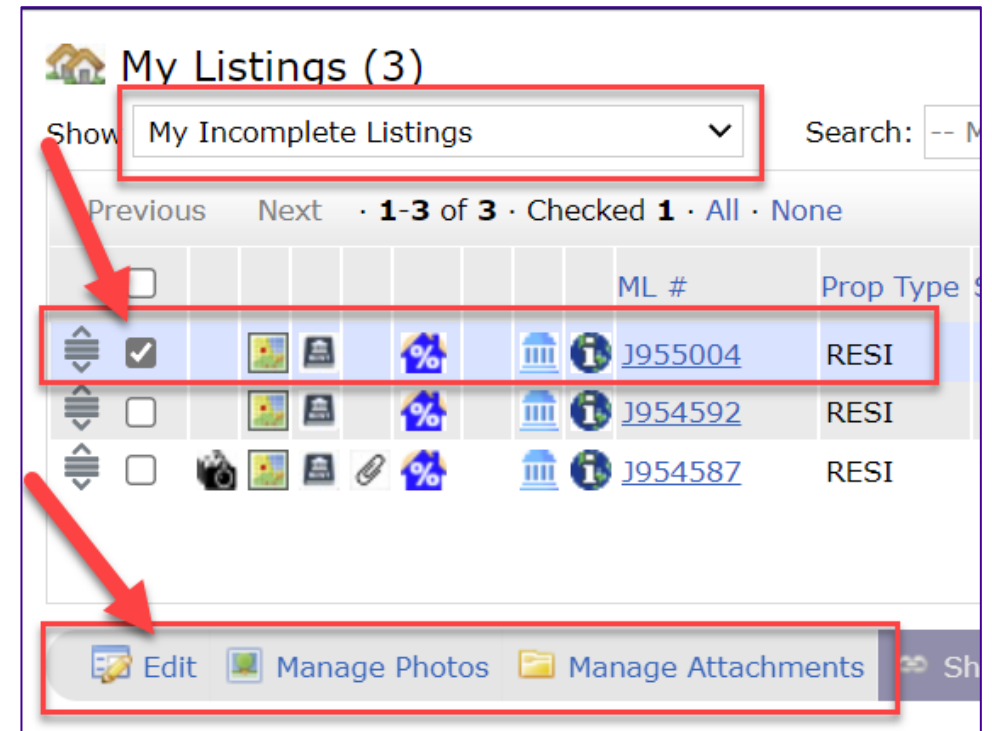 My Listings (3)
Show My Incomplete Listings Search: --
Previous Next · 1-3 of 3 · Checked 1 · All · None
ML # Prop Type
% J955004 RESI
% J954592 RESI
% J954587 RESI
Edit Manage Photos Manage Attachments